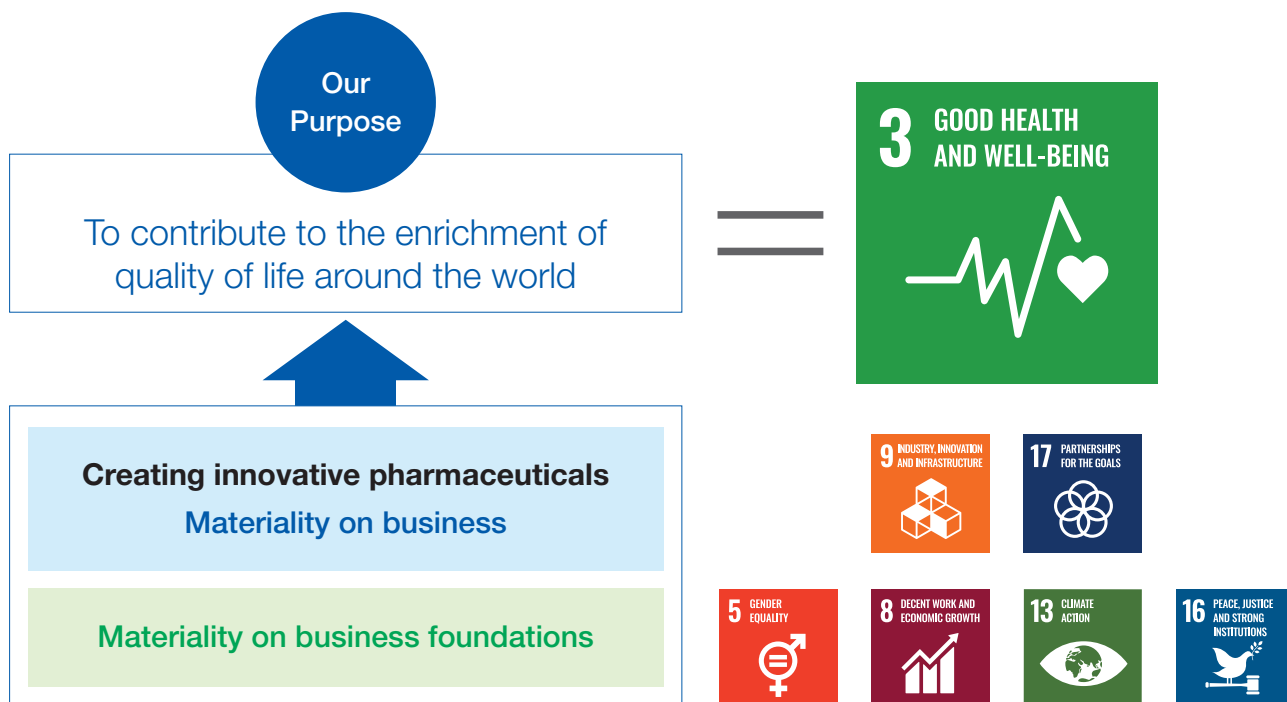 Our
Purpose
To contribute to the enrichment of
quality of life around the world
3 GOOD HEALTH
AND WELL-BEING
Creating innovative pharmaceuticals
Materiality on business
9 INDUSTRY, INNOVATION
AND INFRASTRUCTURE
17 PARTNERSHIPS
FOR THE GOALS
Materiality on business foundations
5 GENDER
EQUALITY
8 DECENT WORK AND
ECONOMIC GROWTH
13 CLIMATE
ACTION
16 PEACE, JUSTICE
AND STRONG
INSTITUTIONS